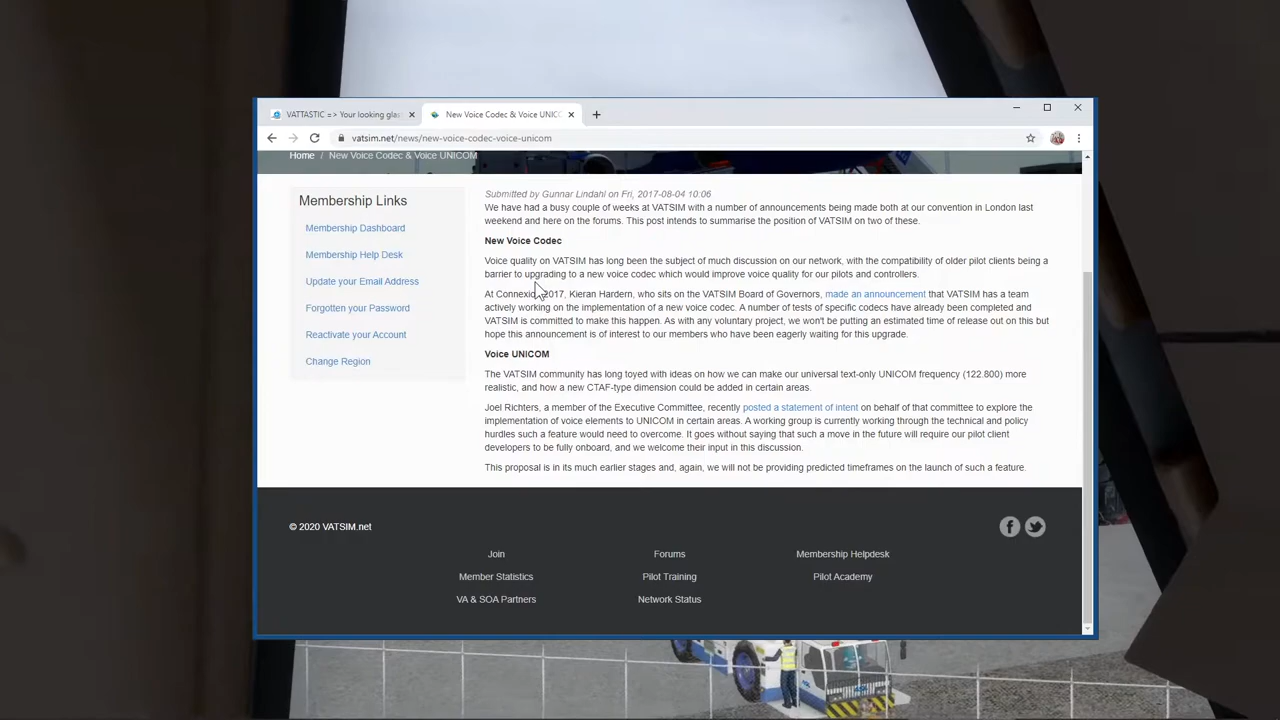 VATTASTIC => Your looking glas
New Voice Codec & Voice UNIC
vatsim.net/news/new-voice-codec-voice-unicom
Home / New Voice Codec & Voice UNICOM
Membership Links
Membership Dashboard
Membership Help Desk
Update your Email Address
Forgotten your Password
Reactivate your Account
Change Region
Submitted by Gunnar Lindahl on Fri, 2017-08-04 10:06
We have had a busy couple of weeks at VATSIM with a number of announcements being made both at our convention in London last
weekend and here on the forums. This post intends to summarise the position of VATSIM on two of these.
New Voice Codec
Voice quality on VATSIM has long been the subject of much discussion on our network, with the compatibility of older pilot clients being a
barrier to upgrading to a new voice codec which would improve voice quality for our pilots and controllers.
At Connexio 2017, Kieran Hardern, who sits on the VATSIM Board of Governors, made an announcement that VATSIM has a team
actively working on the implementation of a new voice codec. A number of tests of specific codecs have already been completed and
VATSIM is committed to make this happen. As with any voluntary project, we won't be putting an estimated time of release out on this but
hope this announcement is of interest to our members who have been eagerly waiting for this upgrade.
Voice UNICOM
The VATSIM community has long toyed with ideas on how we can make our universal text-only UNICOM frequency (122.800) more
realistic, and how a new CTAF-type dimension could be added in certain areas.
Joel Richters, a member of the Executive Committee, recently posted a statement of intent on behalf of that committee to explore the
implementation of voice elements to UNICOM in certain areas. A working group is currently working through the technical and policy
hurdles such a feature would need to overcome. It goes without saying that such a move in the future will require our pilot client
developers to be fully onboard, and we welcome their input in this discussion.
This proposal is in its much earlier stages and, again, we will not be providing predicted timeframes on the launch of such a feature.
© 2020 VATSIM.net
Join
Forums
Membership Helpdesk
Member Statistics
Pilot Training
Pilot Academy
VA & SOA Partners
Network Status